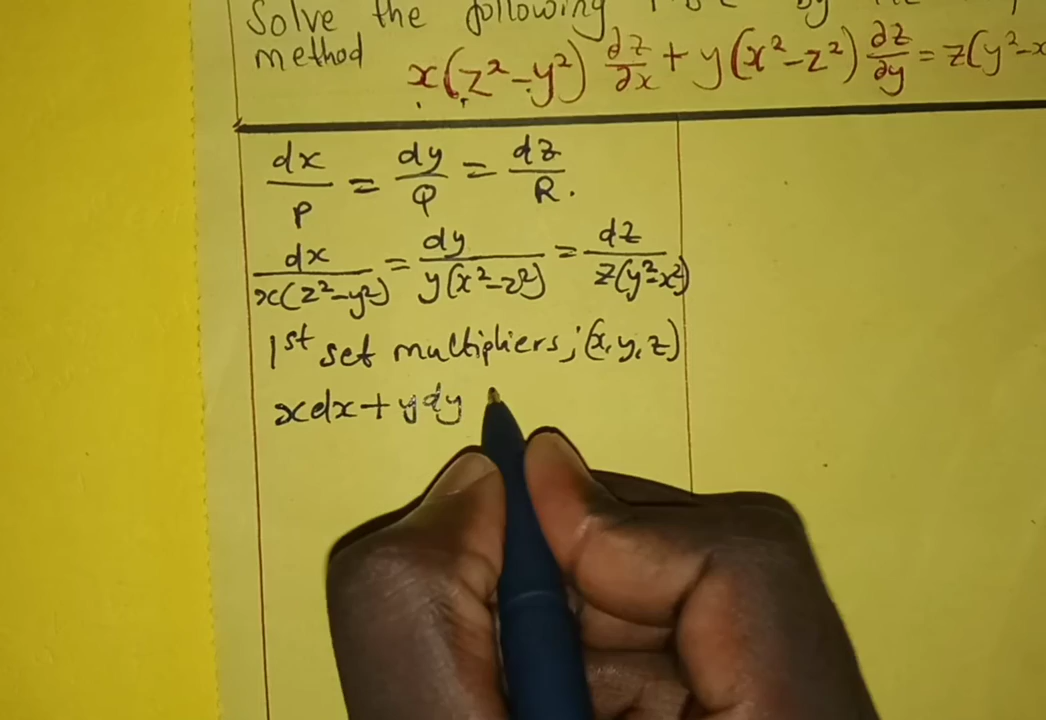 Solve the following by
method x(z²-y²) ∂z/∂x + y(x²-z²) ∂z/∂y = z(y²-x
dx/P = dy/Q = dz/R.
dx/x(z²-y²) = dy/y(x²-z²) = dz/z(y²-x²)
1st set multipliers; (x, y, z)
xdx + ydy